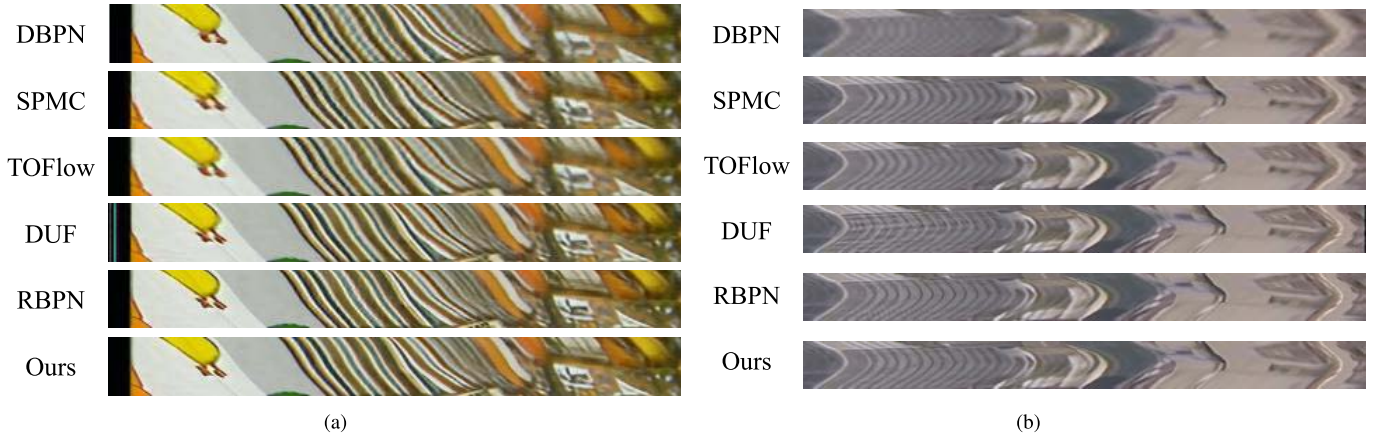 DBPN
SPMC
TOFlow
DUF
RBPN
Ours
(a)
DBPN
SPMC
TOFlow
DUF
RBPN
Ours
(b)